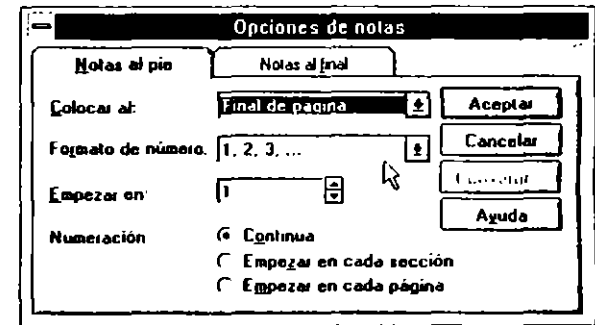 Opciones de notas
Notas al pie
Notas al final
Colocar al:
Final de página
Aceptar
Formato de número.
1, 2, 3, ...
Cancelar
Empezar en:
1
Ayuda
Numeración
Continua
Empezar en cada sección
Empezar en cada página